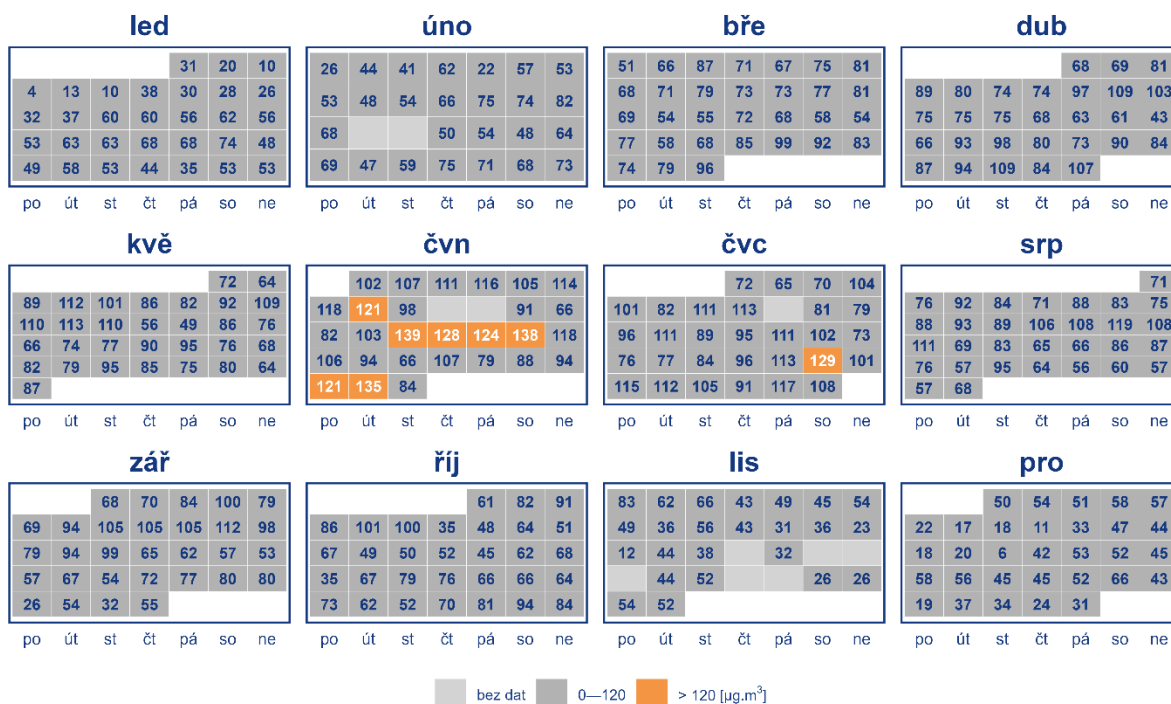 led úno bře dub
31 20 10 26 44 41 62 22 57 53 51 66 87 71 67 75 81 68 69 81
4 13 10 38 30 28 26 53 48 54 66 75 74 82 68 71 79 73 73 77 81 89 80 74 74 97 109 103
32 37 60 60 56 62 56 68 50 54 48 64 69 54 55 72 68 58 54 75 75 75 68 63 61 43
53 63 63 68 68 74 48 69 47 59 75 71 68 73 77 58 68 85 99 92 83 66 93 98 80 73 90 84
49 58 53 44 35 53 53 74 79 96 87 94 109 84 107
po út st čt pá so ne po út st čt pá so ne po út st čt pá so ne po út st čt pá so ne
kvě čvn čvc srp
72 64 102 107 111 116 105 114 72 65 70 104 71
89 112 101 86 82 92 109 118 121 98 91 66 101 82 111 113 81 79 76 92 84 71 88 83 75
110 113 110 56 49 86 76 82 103 139 128 124 138 118 96 111 89 95 111 102 73 88 93 89 106 108 119 108
66 74 77 90 95 76 68 106 94 66 107 79 88 94 76 77 84 96 113 129 101 111 69 83 65 66 86 87
82 79 95 85 75 80 64 121 135 84 115 112 105 91 117 108 76 57 95 64 56 60 57
87 57 68
po út st čt pá so ne po út st čt pá so ne po út st čt pá so ne po út st čt pá so ne
zář říj lis pro
68 70 84 100 79 61 82 91 83 62 66 43 49 45 54 50 54 51 58 57
69 94 105 105 105 112 98 86 101 100 35 48 64 51 49 36 56 43 31 36 23 22 17 18 11 33 47 44
79 94 99 65 62 57 53 67 49 50 52 45 62 68 12 44 38 32 18 20 6 42 53 52 45
57 67 54 72 77 80 80 35 67 79 76 66 66 64 44 52 26 26 58 56 45 45 52 66 43
26 54 32 55 73 62 52 70 81 94 84 54 52 19 37 34 24 31
po út st čt pá so ne po út st čt pá so ne po út st čt pá so ne po út st čt pá so ne
bez dat 0—120 > 120 [µg.m³]